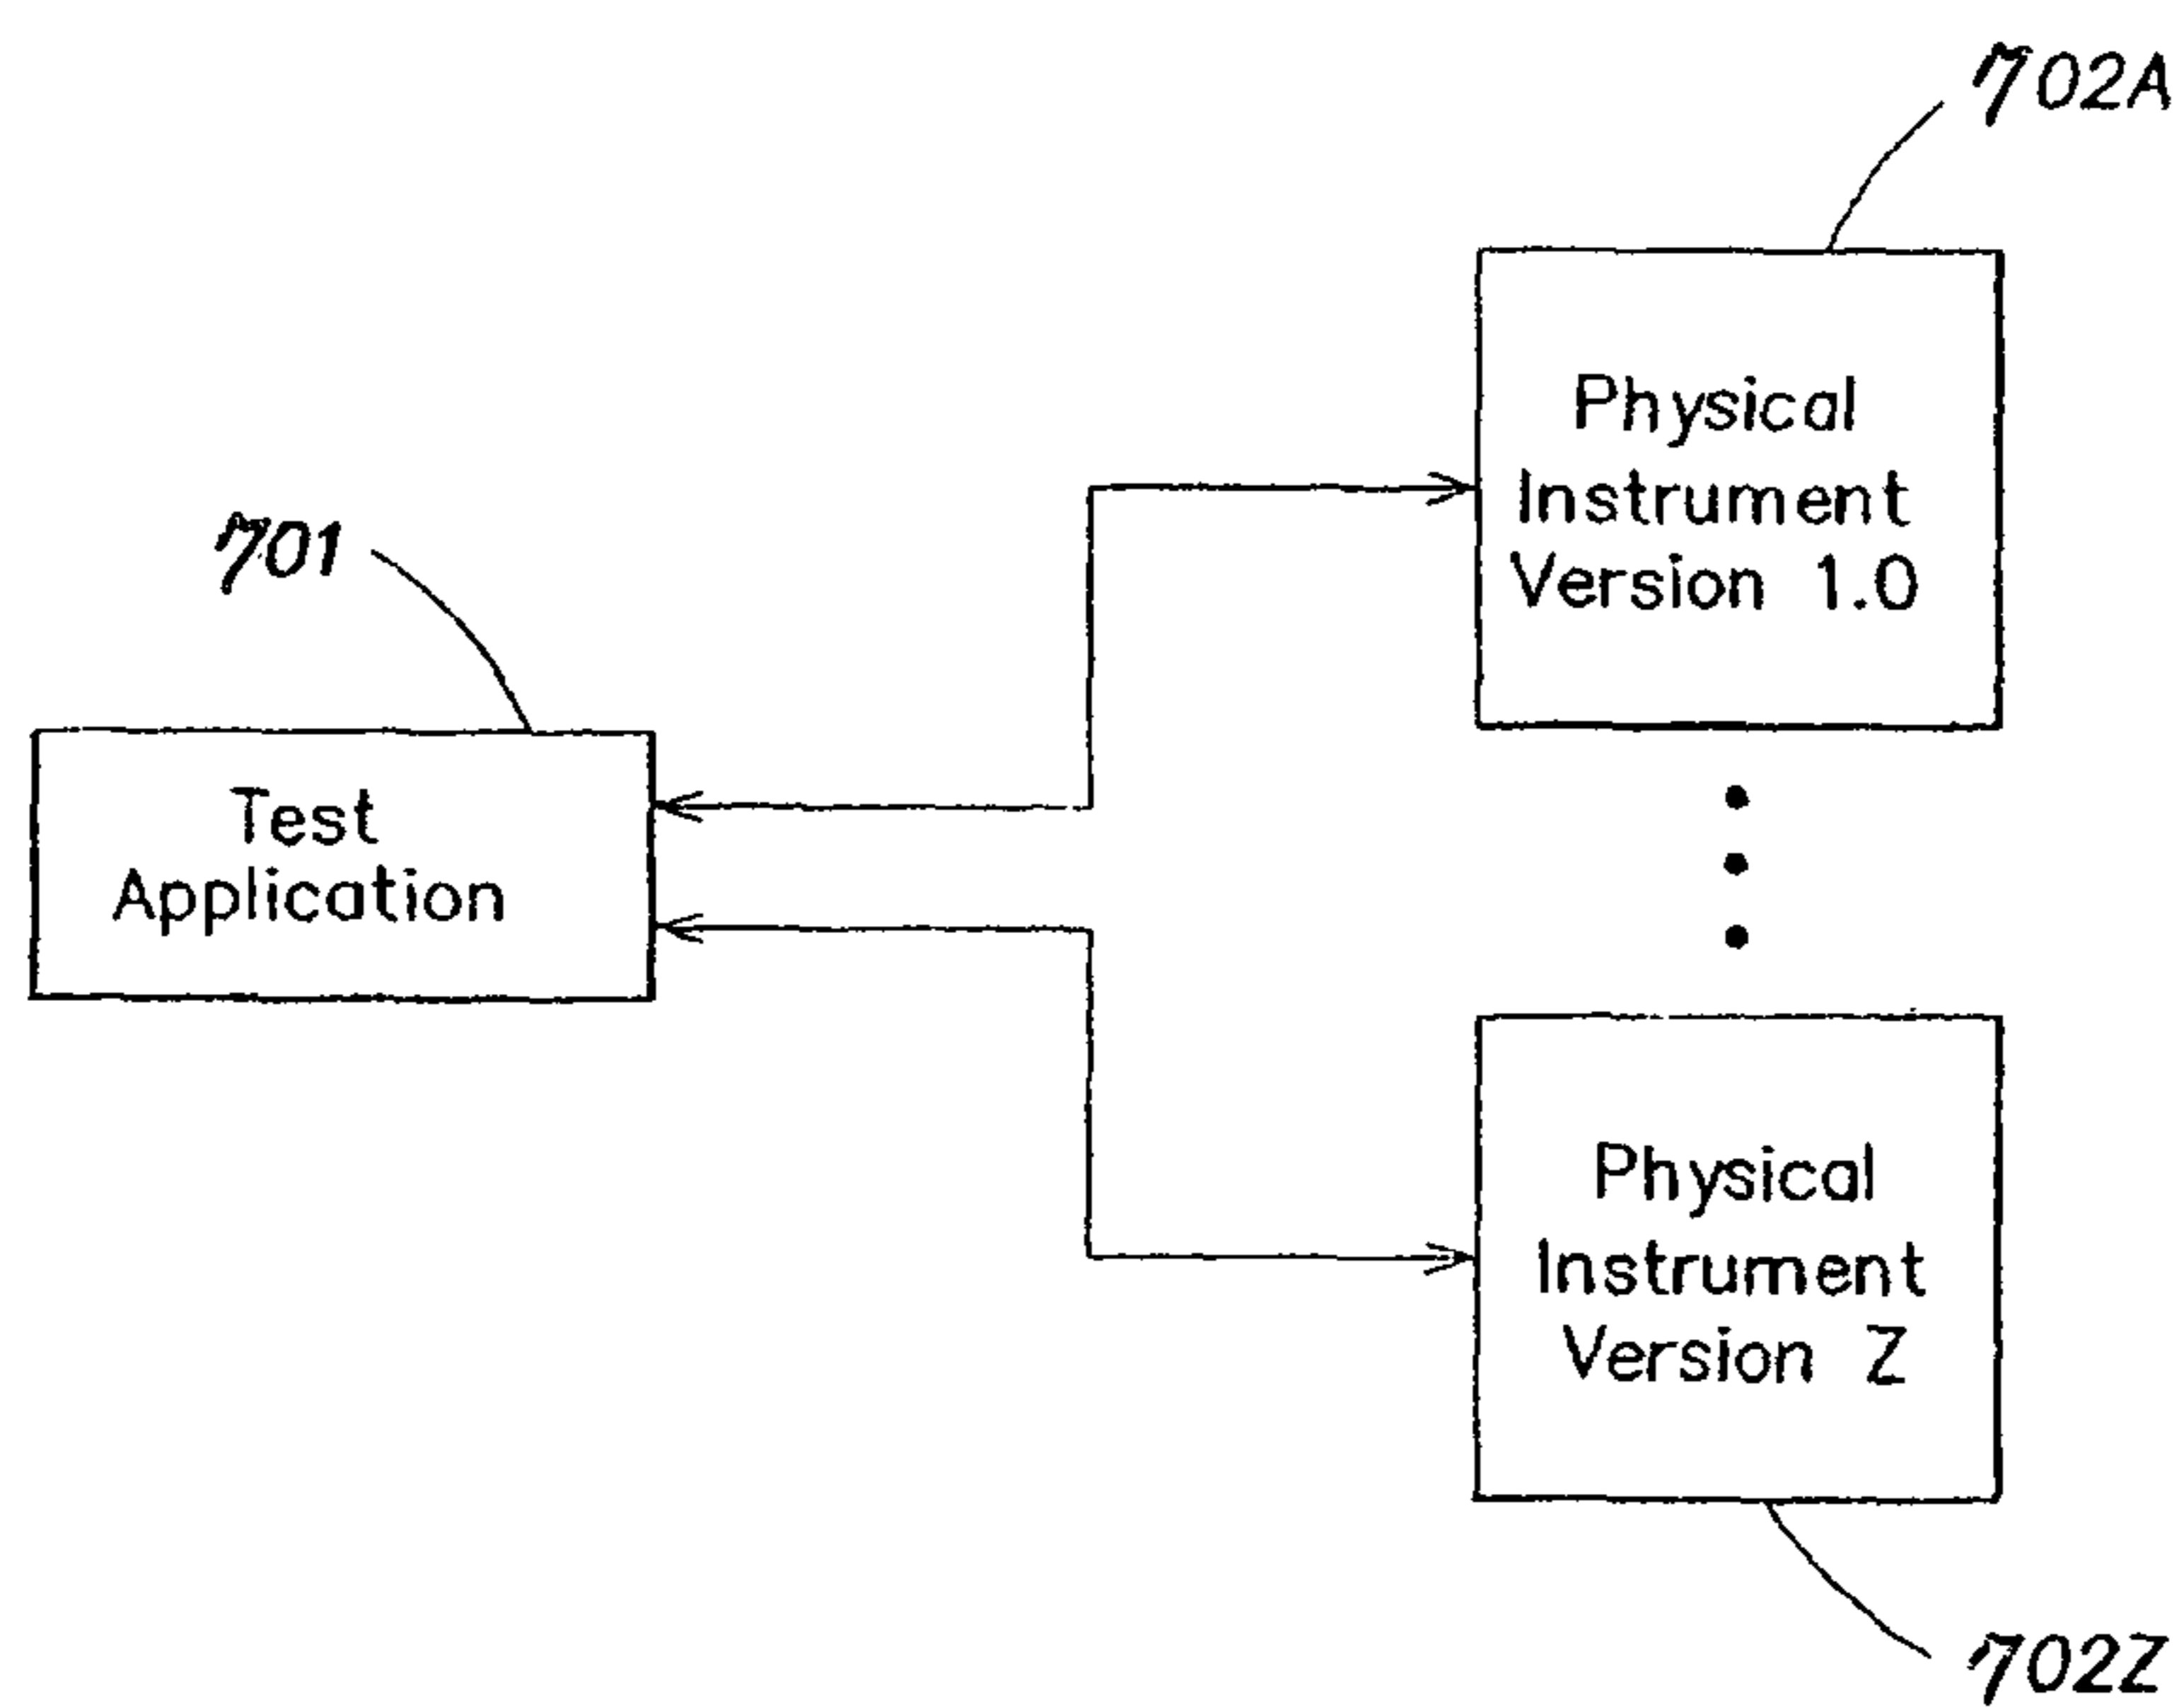 702A
Physical
Instrument
Version 1.0
701
Test
Application
Physical
Instrument
Version Z
702Z